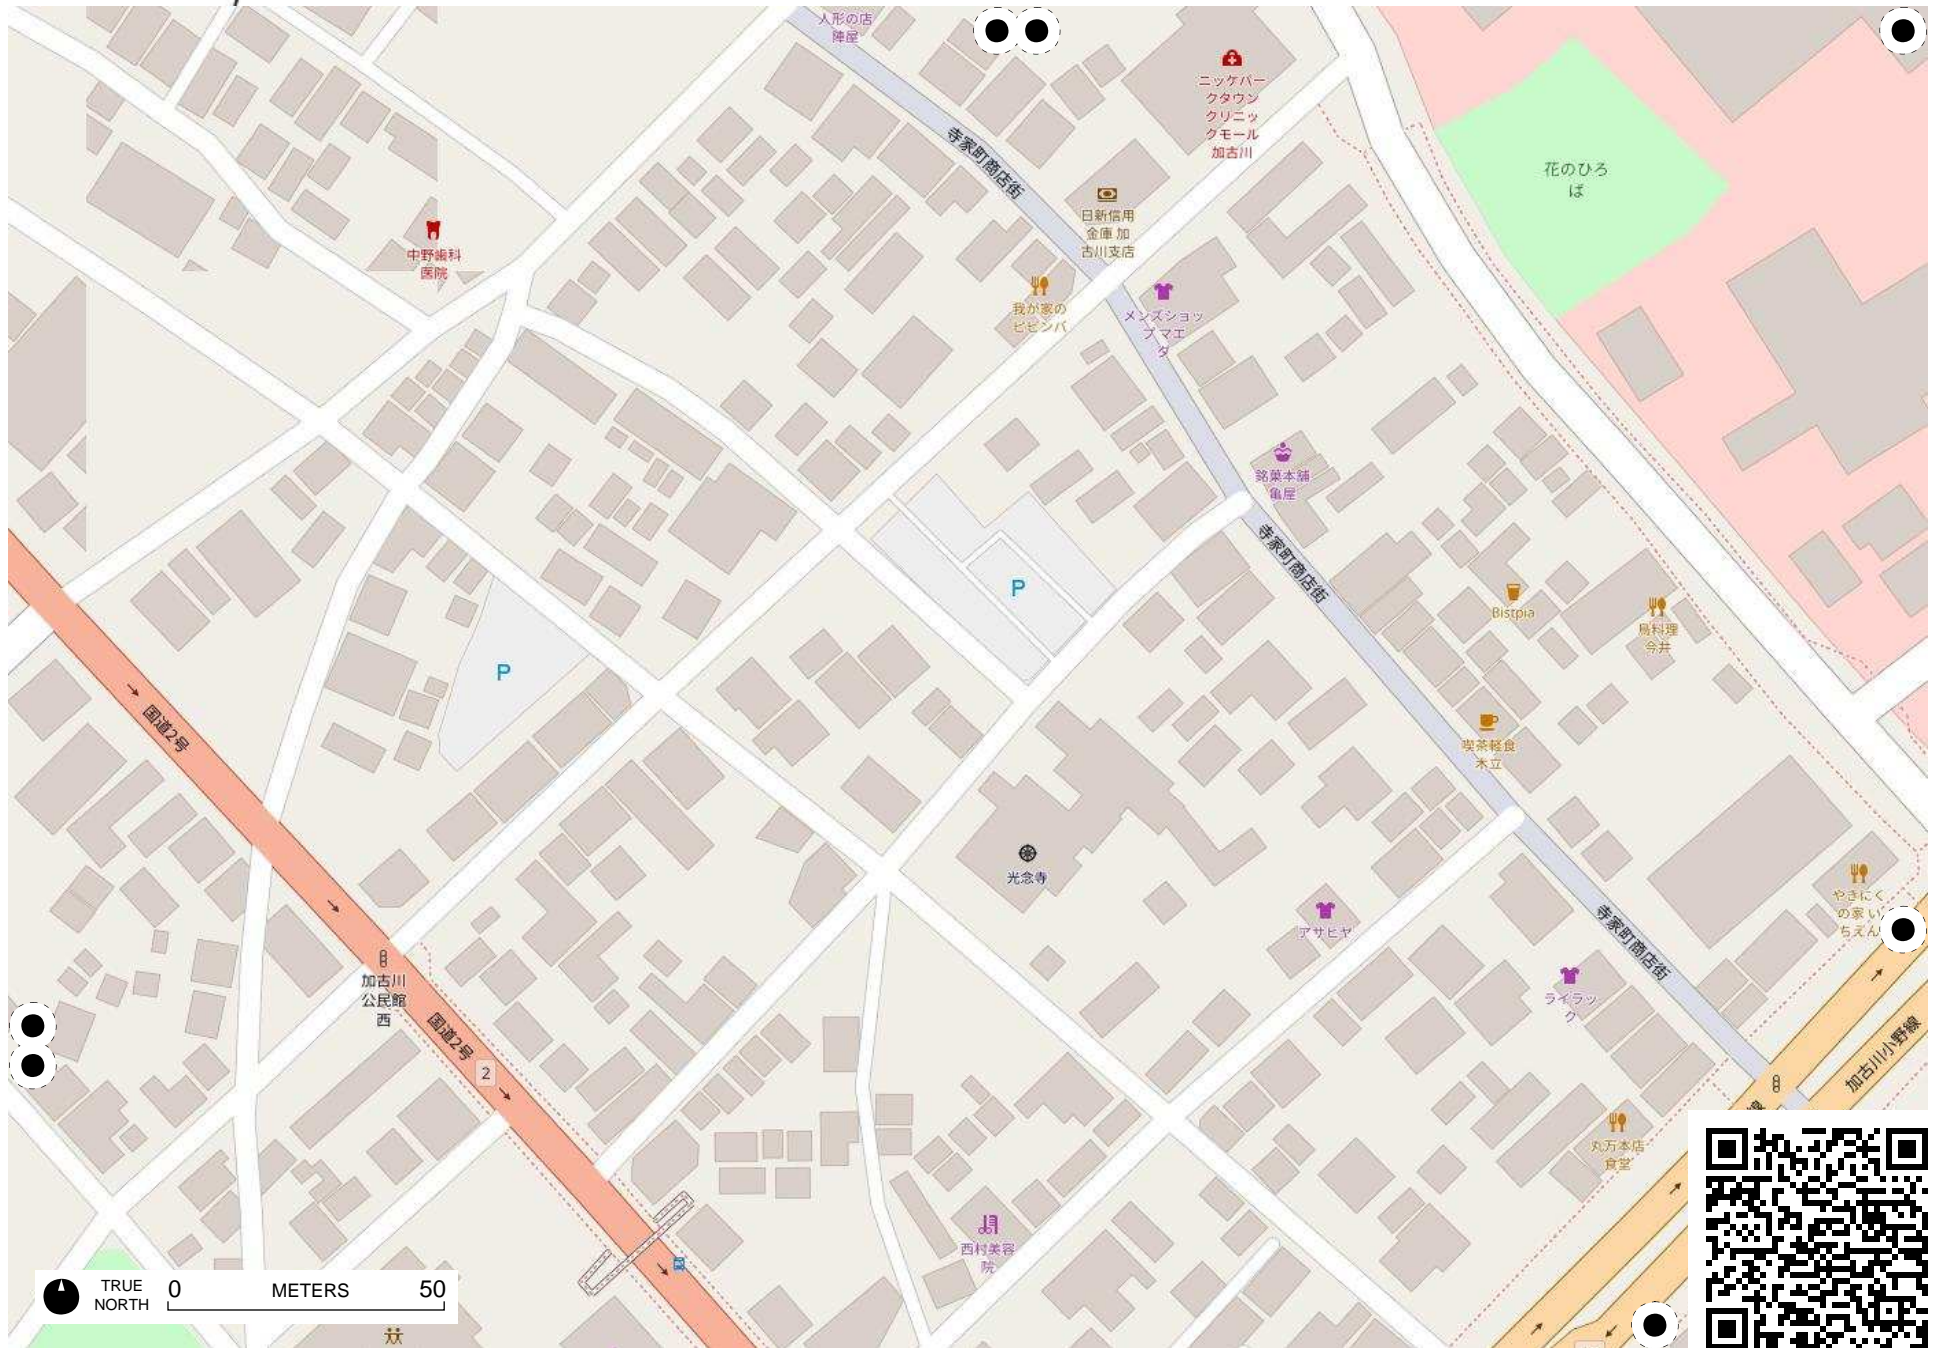 人形の店
陣屋
寺家町商店街
ニッケパー
クタウン
クリニッ
クモール
加古川
花のひろ
ば
日新信用
金庫 加
古川支店
中野歯科
医院
我が家の
ビビンバ
メンズショッ
プ マエ
ダ
銘菓本舗
亀屋
寺家町商店街
P
Bistpia
鳥料理
今井
P
国道2号
喫茶軽食
木立
光念寺
やきにく
の家 い
ちえん
アサヒヤ
寺家町商店街
加古川
公民館
西
ライラッ
ク
国道2号
2
加古川小野線
線
丸万本店
食堂
西村美容
院
TRUE
NORTH
0 METERS 50